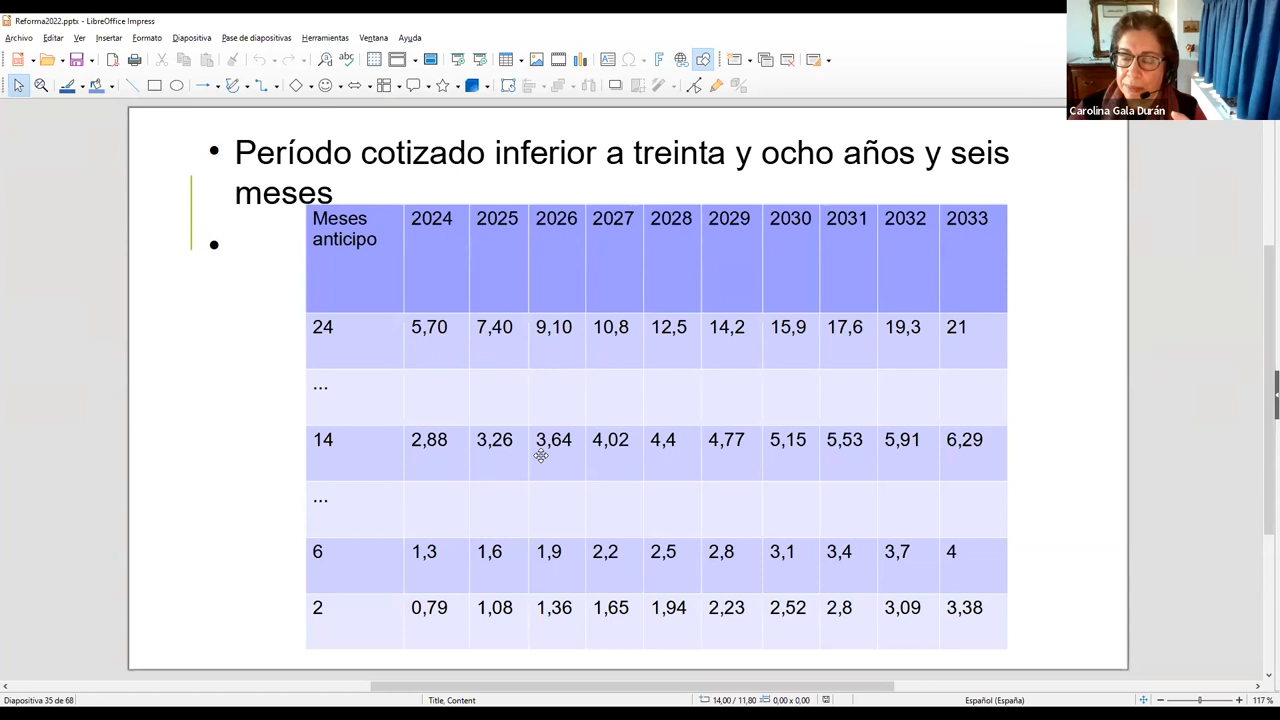 Reforma2022.pptx - LibreOffice Impress
Archivo Editar Ver Insertar Formato Diapositiva Pase de diapositivas Herramientas Ventana Ayuda
Carolina Gala Durán
• Período cotizado inferior a treinta y ocho años y seis
meses
•
Meses anticipo 2024 2025 2026 2027 2028 2029 2030 2031 2032 2033
24 5,70 7,40 9,10 10,8 12,5 14,2 15,9 17,6 19,3 21
...
14 2,88 3,26 3,64 4,02 4,4 4,77 5,15 5,53 5,91 6,29
...
6 1,3 1,6 1,9 2,2 2,5 2,8 3,1 3,4 3,7 4
2 0,79 1,08 1,36 1,65 1,94 2,23 2,52 2,8 3,09 3,38
Diapositiva 35 de 68 Title, Content 14,00 / 11,80 0,00 x 0,00 Español (España) 117 %